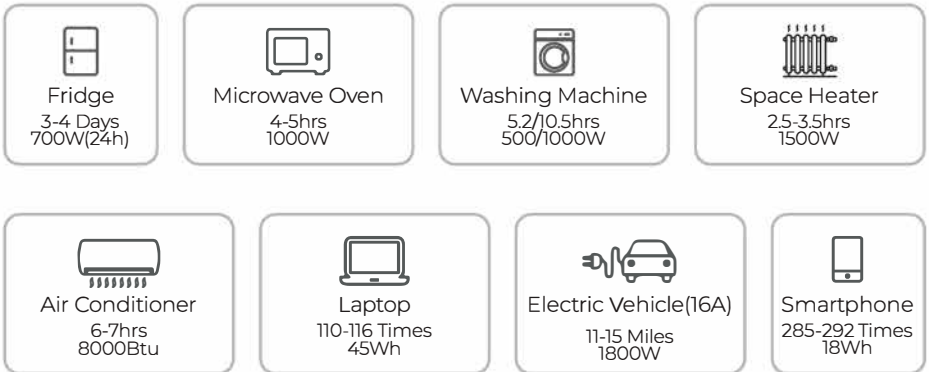 Fridge
3-4 Days
700W(24h)
Microwave Oven
4-5hrs
1000W
Washing Machine
5.2/10.5hrs
500/1000W
Space Heater
2.5-3.5hrs
1500W
Air Conditioner
6-7hrs
8000Btu
Laptop
110-116 Times
45Wh
Electric Vehicle(16A)
11-15 Miles
1800W
Smartphone
285-292 Times
18Wh